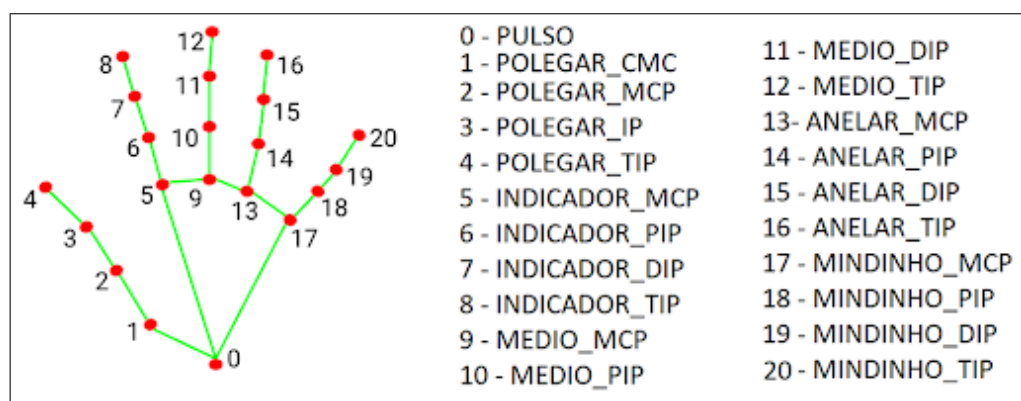 12
8
16
11
7
15
10
20
6
14
19
4
5
9
13
18
3
17
2
1
0
0 - PULSO
1 - POLEGAR_CMC
2 - POLEGAR_MCP
3 - POLEGAR_IP
4 - POLEGAR_TIP
5 - INDICADOR_MCP
6 - INDICADOR_PIP
7 - INDICADOR_DIP
8 - INDICADOR_TIP
9 - MEDIO_MCP
10 - MEDIO_PIP
11 - MEDIO_DIP
12 - MEDIO_TIP
13- ANELAR_MCP
14 - ANELAR_PIP
15 - ANELAR_DIP
16 - ANELAR_TIP
17 - MINDINHO_MCP
18 - MINDINHO_PIP
19 - MINDINHO_DIP
20 - MINDINHO_TIP